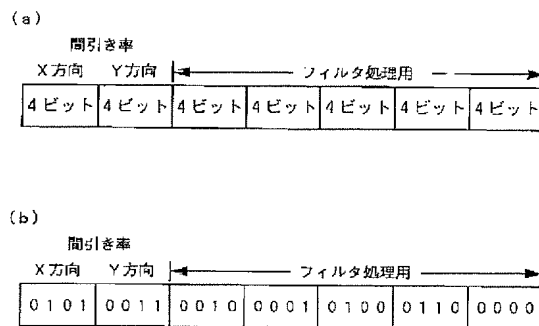 (a)
間引き率
X方向 Y方向 フィルタ処理用
4ビット 4ビット 4ビット 4ビット 4ビット 4ビット 4ビット
(b)
間引き率
X方向 Y方向 フィルタ処理用
0101 0011 0010 0001 0100 0110 0000